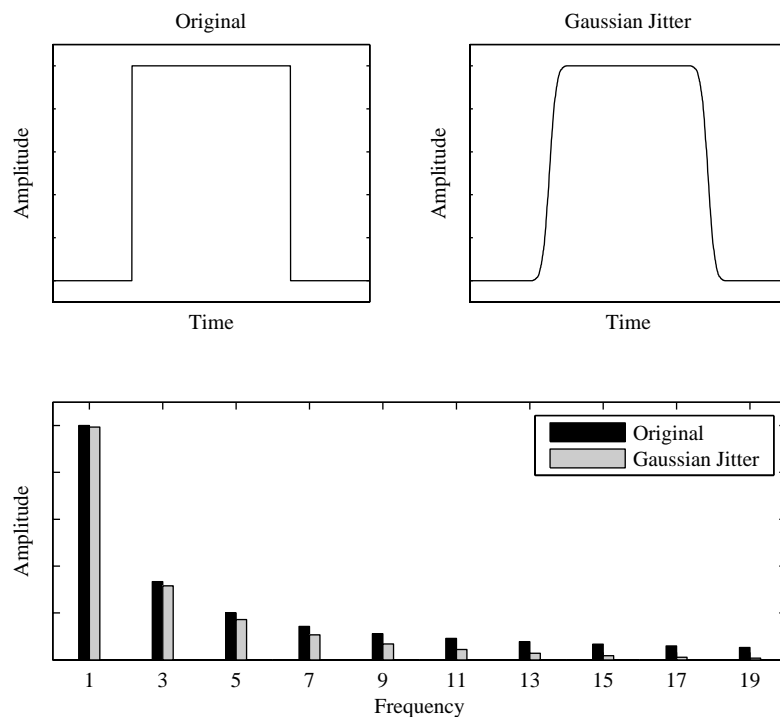 Original
Gaussian Jitter
Amplitude
Amplitude
Time
Time
Original
Gaussian Jitter
Amplitude
1 3 5 7 9 11 13 15 17 19
Frequency